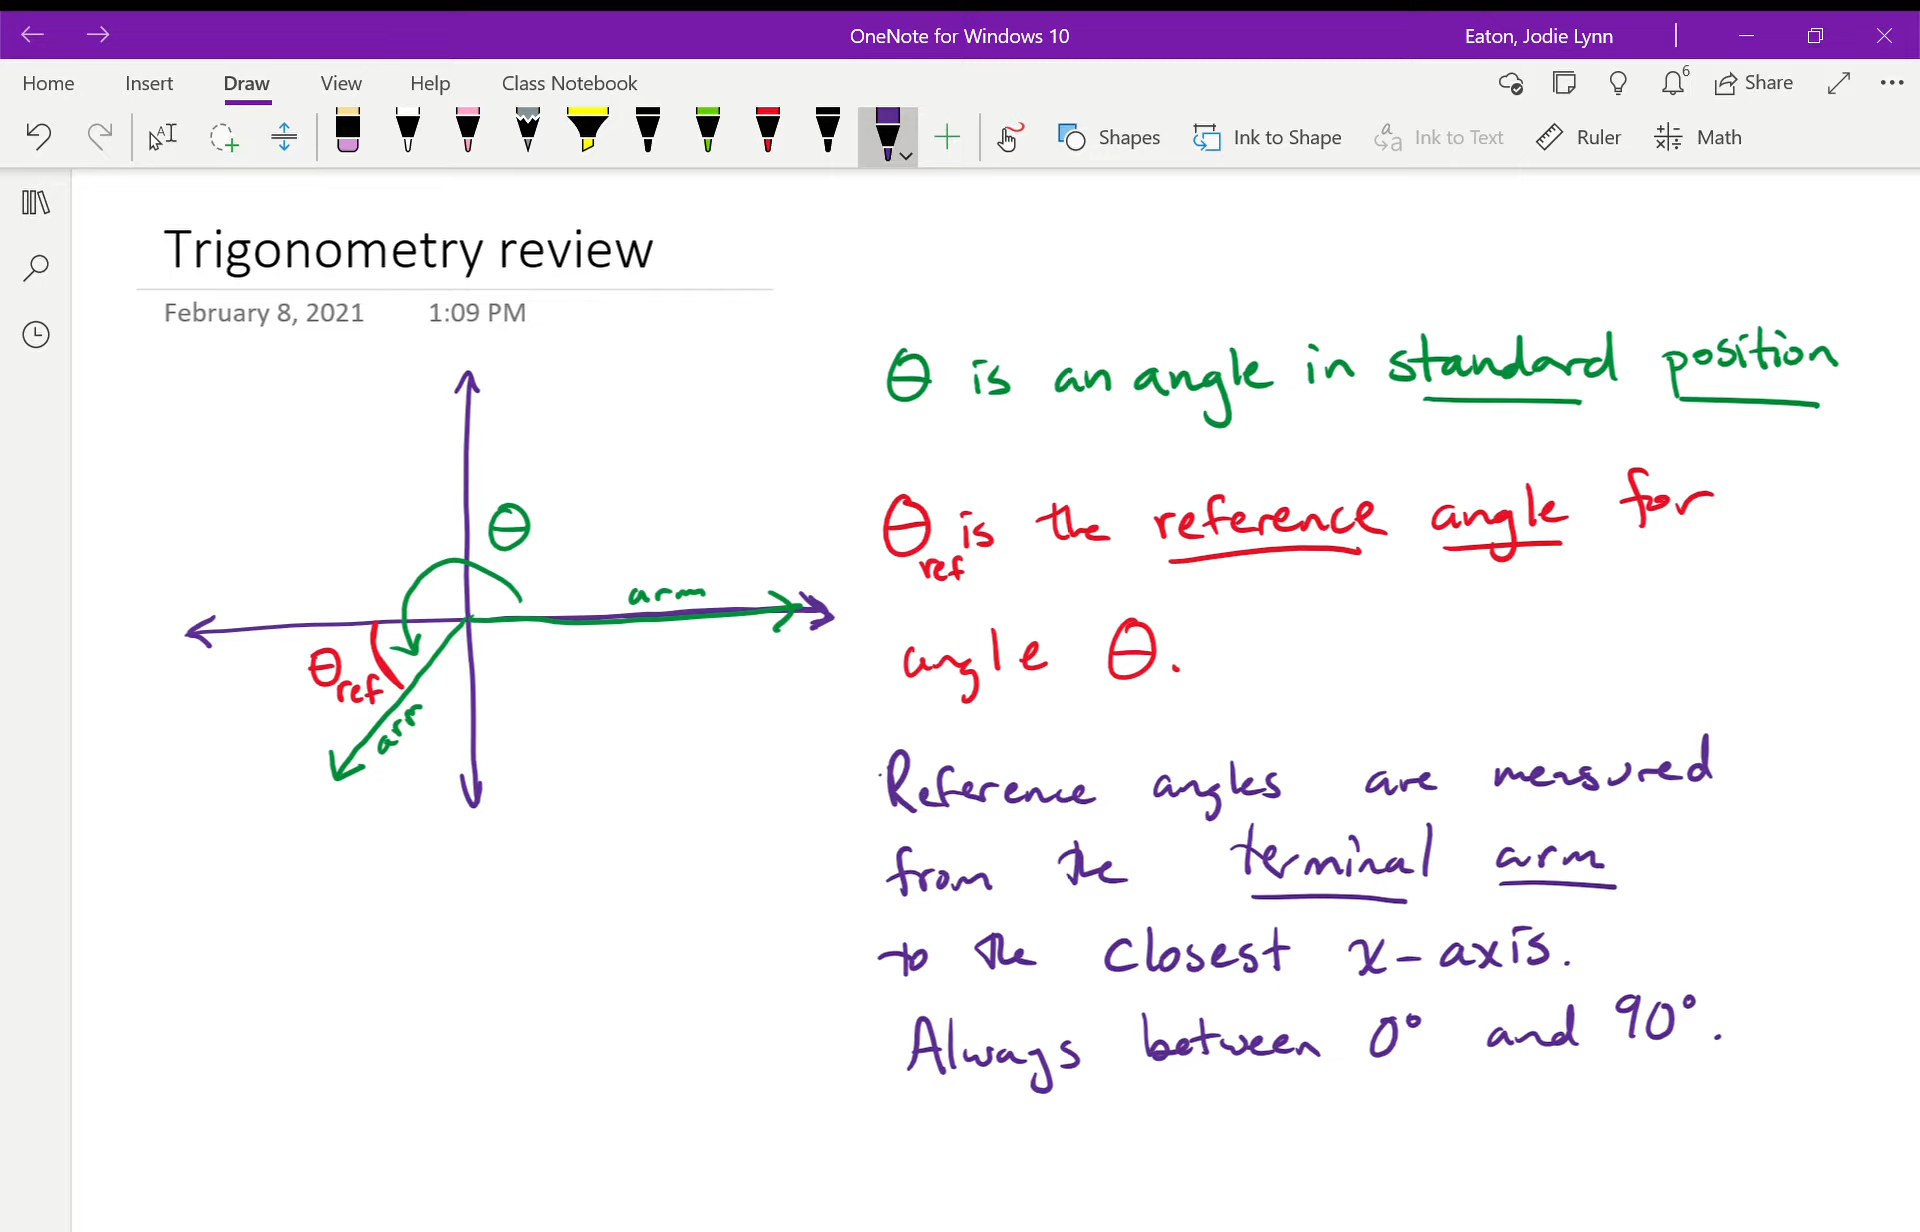 OneNote for Windows 10
Eaton, Jodie Lynn
Home Insert Draw View Help Class Notebook
6
Share
Shapes Ink to Shape Ink to Text Ruler Math
Trigonometry review
February 8, 2021 1:09 PM
θ is an angle in standard position
θref is the reference angle for
angle θ.
Reference angles are measured
from the terminal arm
to the closest x-axis.
Always between 0° and 90°.
θ
arm
θref
arm